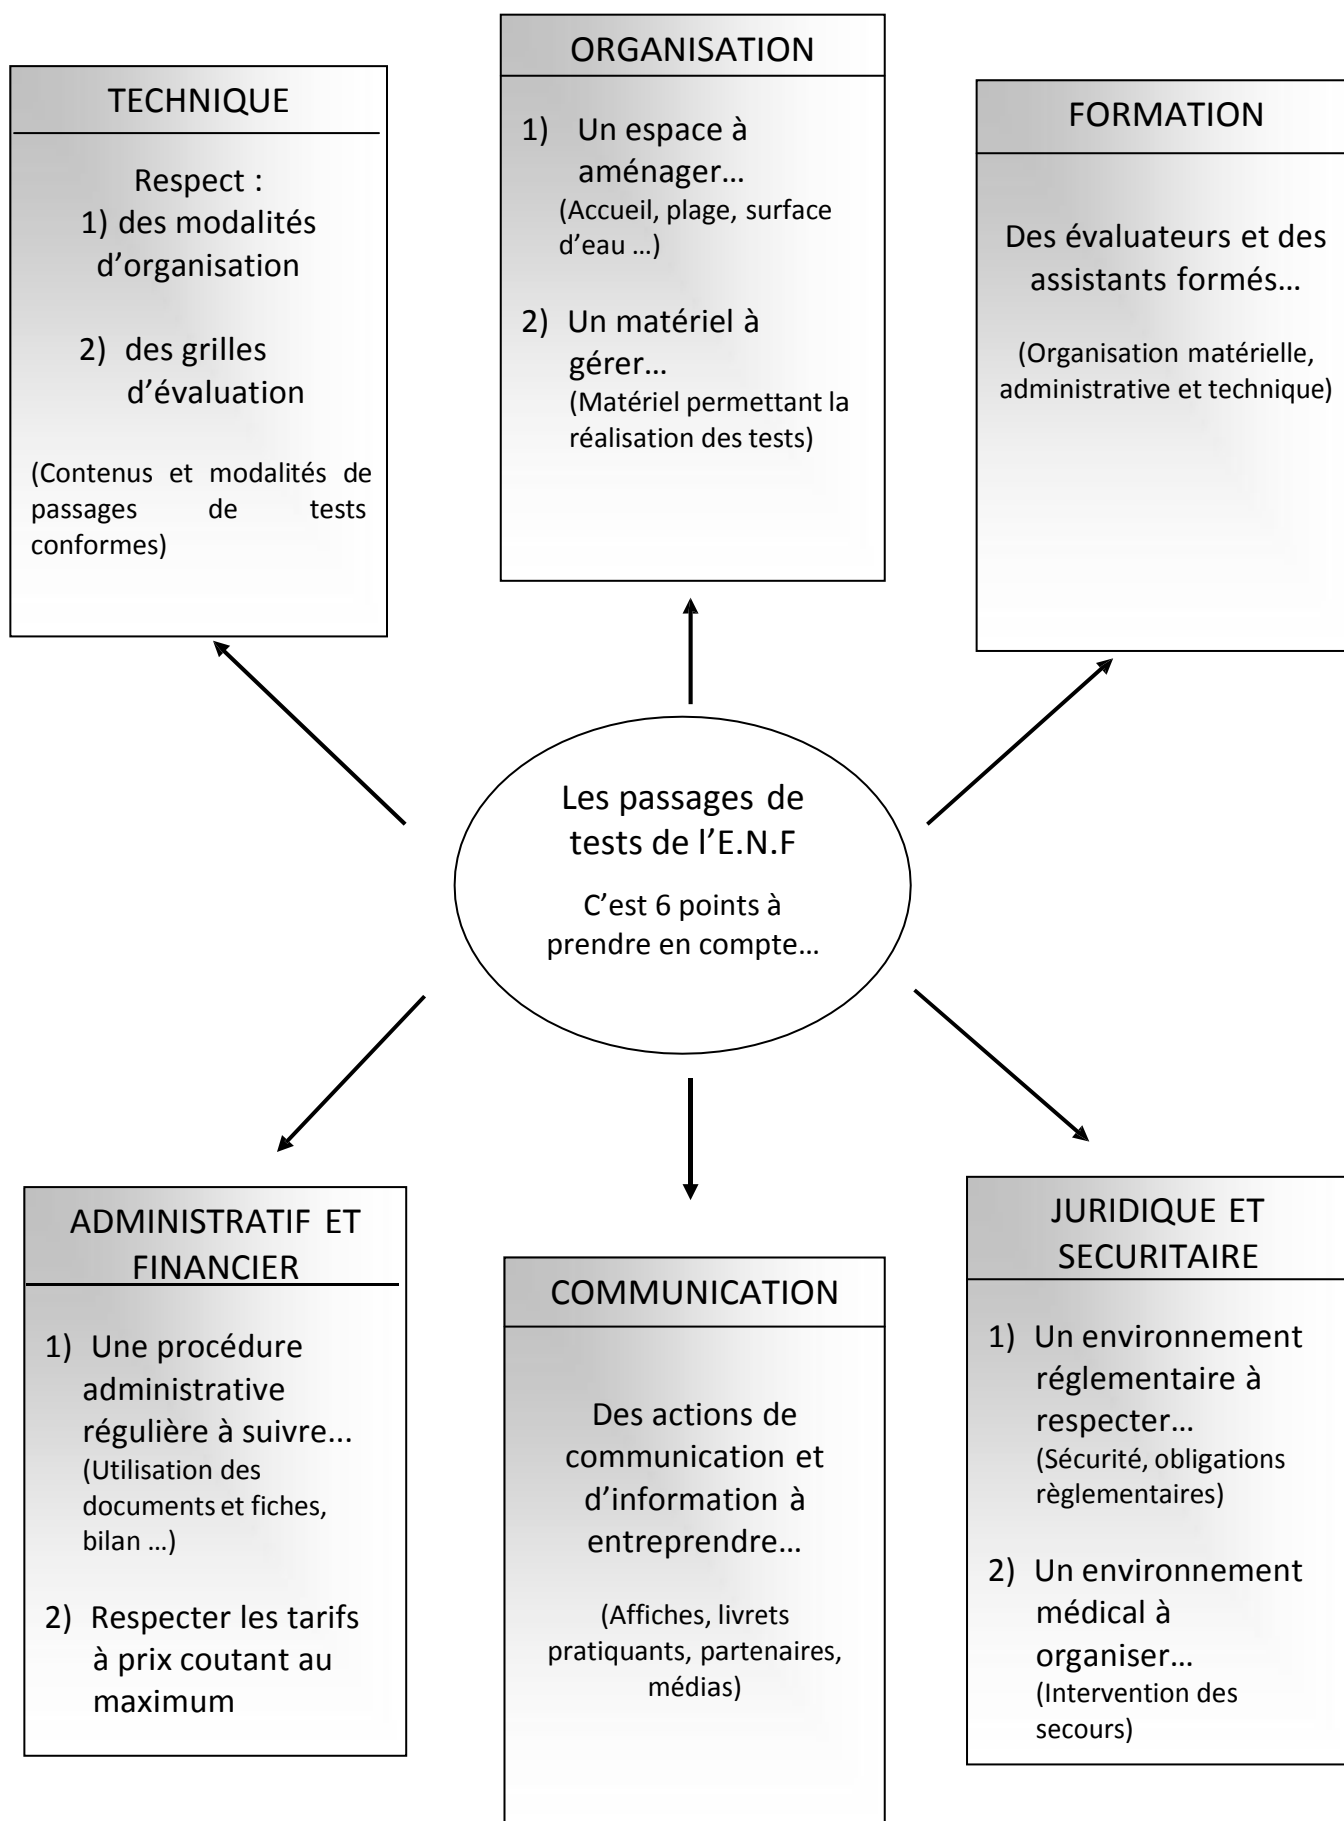 TECHNIQUE
Respect :
1) des modalités
d’organisation
2) des grilles
d’évaluation
(Contenus et modalités de
passages de tests
conformes)
ORGANISATION
1) Un espace à
aménager...
(Accueil, plage, surface
d’eau ...)
2) Un matériel à
gérer...
(Matériel permettant la
réalisation des tests)
FORMATION
Des évaluateurs et des
assistants formés...
(Organisation matérielle,
administrative et technique)
Les passages de
tests de l’E.N.F
C’est 6 points à
prendre en compte...
ADMINISTRATIF ET
FINANCIER
1) Une procédure
administrative
régulière à suivre...
(Utilisation des
documents et fiches,
bilan ...)
2) Respecter les tarifs
à prix coutant au
maximum
COMMUNICATION
Des actions de
communication et
d’information à
entreprendre...
(Affiches, livrets
pratiquants, partenaires,
médias)
JURIDIQUE ET
SECURITAIRE
1) Un environnement
réglementaire à
respecter...
(Sécurité, obligations
règlementaires)
2) Un environnement
médical à
organiser...
(Intervention des
secours)